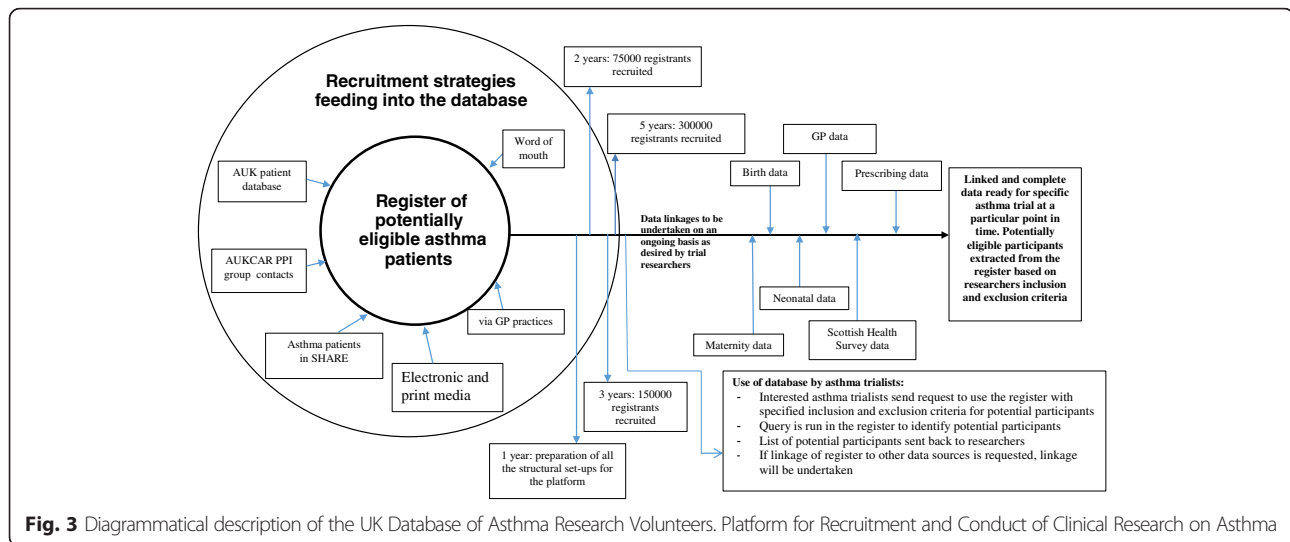 Recruitment strategies
feeding into the database
AUK patient
database
Word of
mouth
Register of
potentially
eligible asthma
patients
AUKCAR PPI
group contacts
Asthma patients
in SHARE
Electronic and
print media
via GP practices
2 years: 75000 registrants
recruited
5 years: 300000
registrants recruited
3 years: 150000
registrants
recruited
1 year: preparation of all
the structural set-ups for
the platform
Data linkages to be
undertaken on an
ongoing basis as
desired by trial
researchers
Birth data
GP data
Prescribing data
Maternity data
Neonatal data
Scottish Health
Survey data
Linked and complete
data ready for specific
asthma trial at a
particular point in
time. Potentially
eligible participants
extracted from the
register based on
researchers inclusion
and exclusion criteria
Use of database by asthma trialists:
- Interested asthma trialists send request to use the register with
specified inclusion and exclusion criteria for potential participants
- Query is run in the register to identify potential participants
- List of potential participants sent back to researchers
- If linkage of register to other data sources is requested, linkage
will be undertaken
Fig. 3 Diagrammatical description of the UK Database of Asthma Research Volunteers. Platform for Recruitment and Conduct of Clinical Research on Asthma